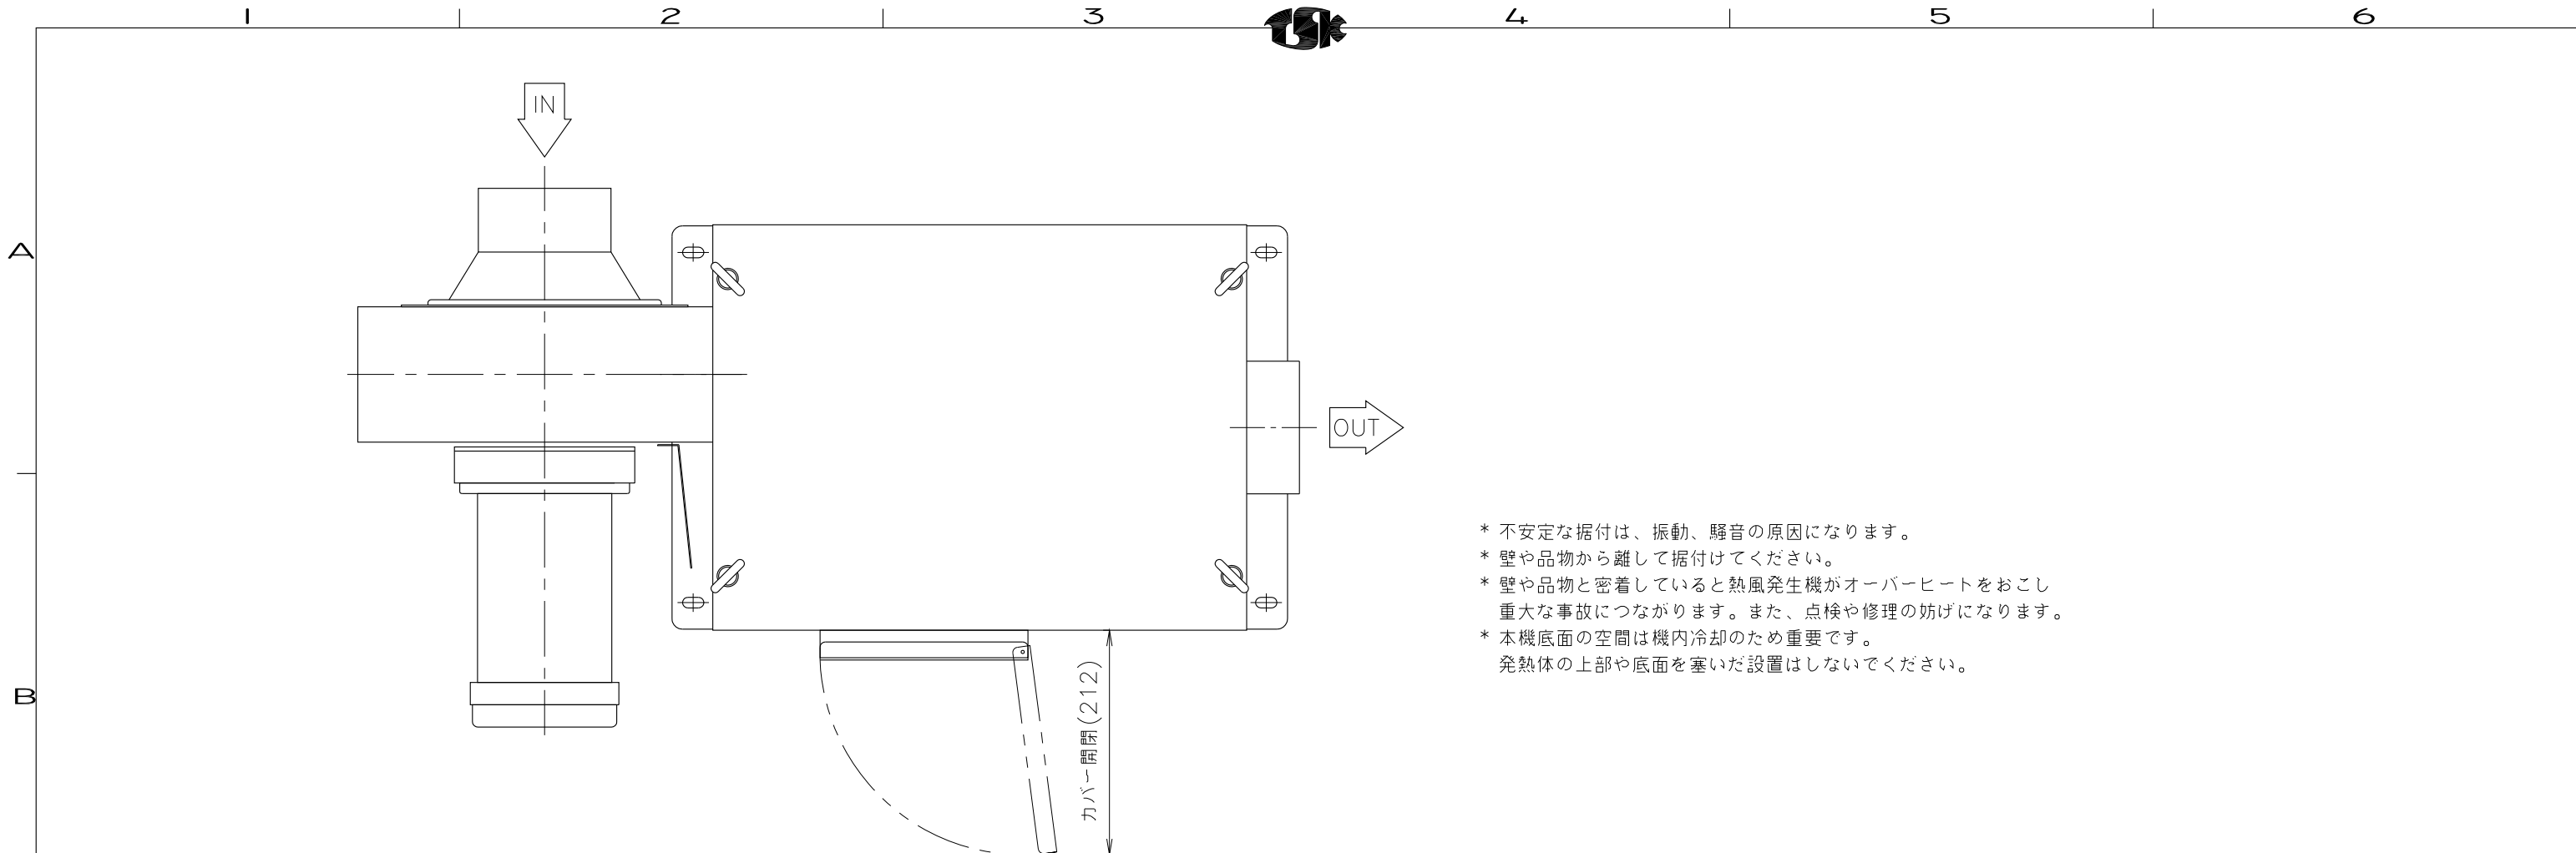 1 2 3 4 5 6
IN
A
OUT
* 不安定な据付は、振動、騒音の原因になります。
* 壁や品物から離して据付けてください。
* 壁や品物と密着していると熱風発生機がオーバーヒートをおこし
重大な事故につながります。また、点検や修理の妨げになります。
* 本機底面の空間は機内冷却のため重要です。
発熱体の上部や底面を塞いだ設置はしないでください。
B
カバー開閉(212)